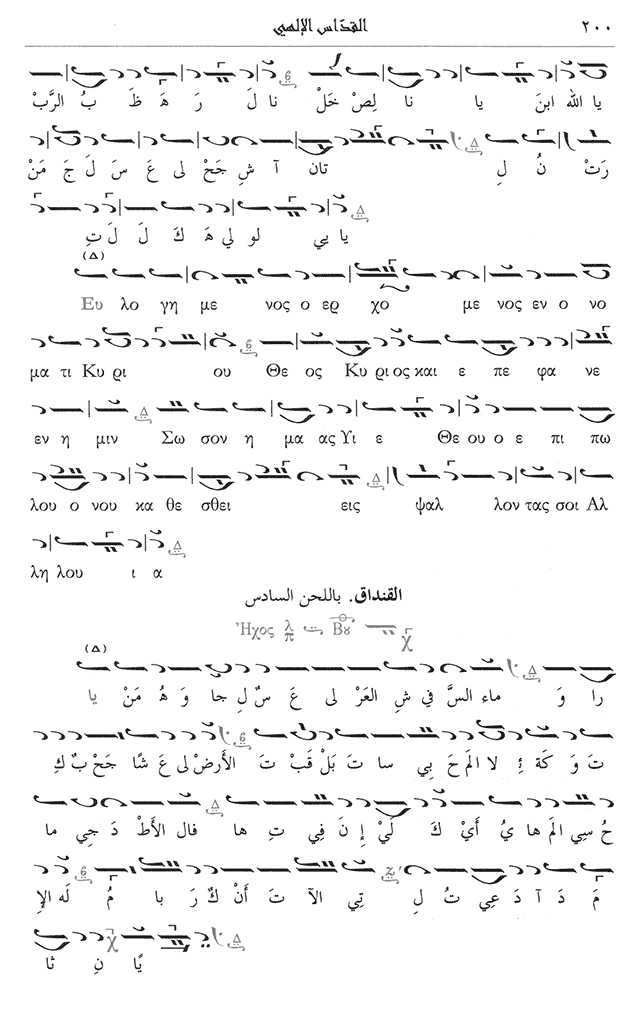 القدّاس الإلهي ٢٠٠
الرَّبْ بُ ظَ هَ رَ لَ نا خَلْ لِصْ نا يا ابنَ الله يا
مَنْ جَ لَ سَ عَ لى جَحْ شِ آ تان لِ نُ رَتْ
تِ لَ لَ كَ هَ لي لو يي يا
Ευ λο γη με νος ο ερ χο με νος εν ο νο
μα τι Κυ ρι ου Θε ος Κυ ρι ος και ε πε φα νε
εν η μιν Σω σον η μα ας Υι ε Θε ου ο ε πι πω
λου ο νου κα θε σθει εις ψαλ λον τας σοι Αλ
λη λου ι α
القنداق. باللحن السادس
Ἦχος λ π Βου
يا مَنْ هُ وَ جا لِ سٌ عَ لى العَرْ شِ في السَّ ماء وَ را
كِ بٌ جَحْ شًا عَ لى الأَرضْ تَ قَبْ بَلْ تَ سا بي حَ المَ لا ئِ كَة وَ تَ
ما جي دَ الأَطْ فال ها تِ فِي نَ إِ لَيْ كَ أَيْ يُ ها المَ سِي حُ
الإِ لَه مُ با رَ كٌ أَنْ تَ الآ تِي لِ تُ عِي دَ آ دَ مَ
ثا نِ يًا